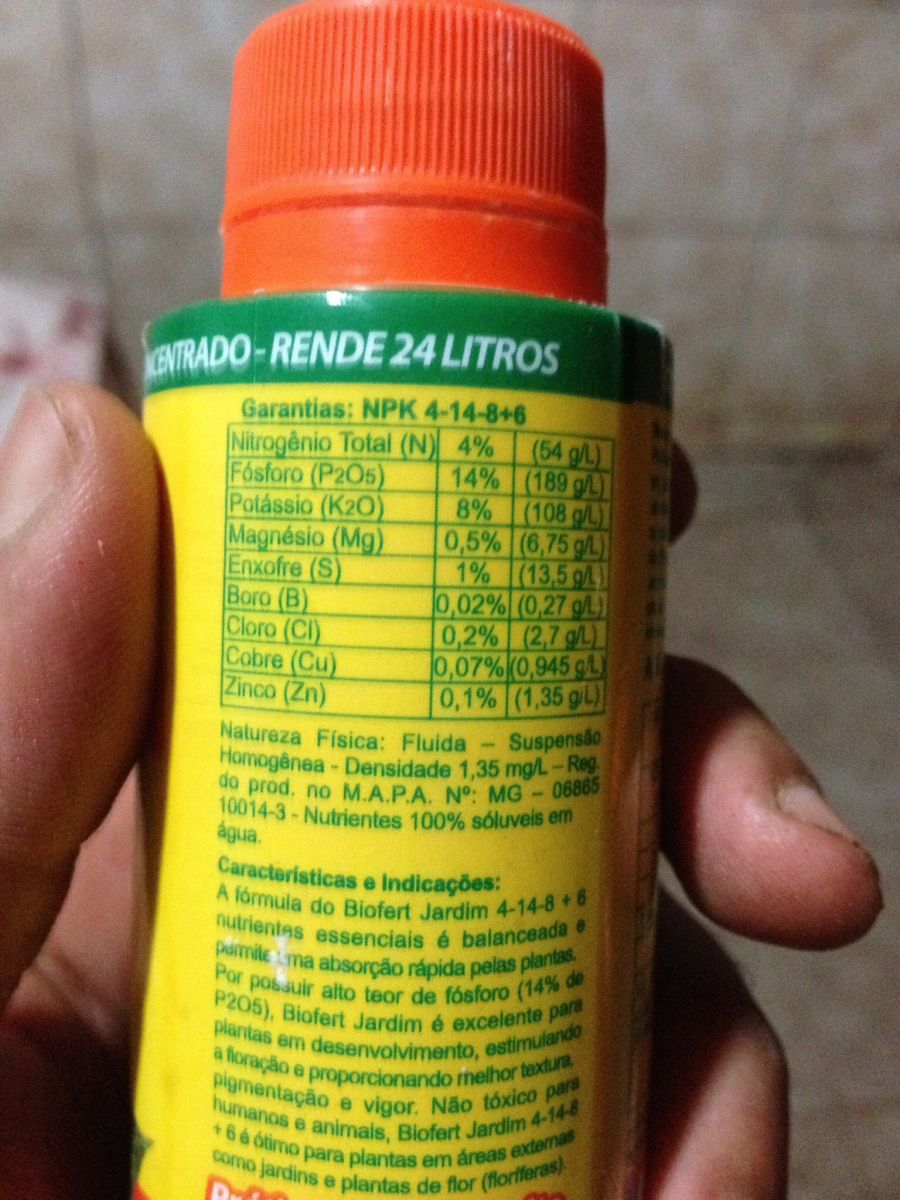 CENTRADO - RENDE 24 LITROS
Garantias: NPK 4-14-8+6
Nitrogênio Total (N) 4% (54 g/L)
Fósforo (P2O5) 14% (189 g/L)
Potássio (K2O) 8% (108 g/L)
Magnésio (Mg) 0,5% (6,75 g/L)
Enxofre (S) 1% (13,5 g/L)
Boro (B) 0,02% (0,27 g/L)
Cloro (Cl) 0,2% (2,7 g/L)
Cobre (Cu) 0,07% (0,945 g/L)
Zinco (Zn) 0,1% (1,35 g/L)
Natureza Física: Fluida – Suspensão
Homogênea - Densidade 1,35 mg/L – Reg.
do prod. no M.A.P.A. Nº: MG – 06865
10014-3 - Nutrientes 100% sóluveis em
água.
Características e Indicações:
A fórmula do Biofert Jardim 4-14-8 + 6
nutrientes essenciais é balanceada e
permite uma absorção rápida pelas plantas.
Por possuir alto teor de fósforo (14% de
P2O5), Biofert Jardim é excelente para
plantas em desenvolvimento, estimulando
a floração e proporcionando melhor textura,
pigmentação e vigor. Não tóxico para
humanos e animais, Biofert Jardim 4-14-8
+ 6 é ótimo para plantas em áreas externas
como jardins e plantas de flor (floríferas).